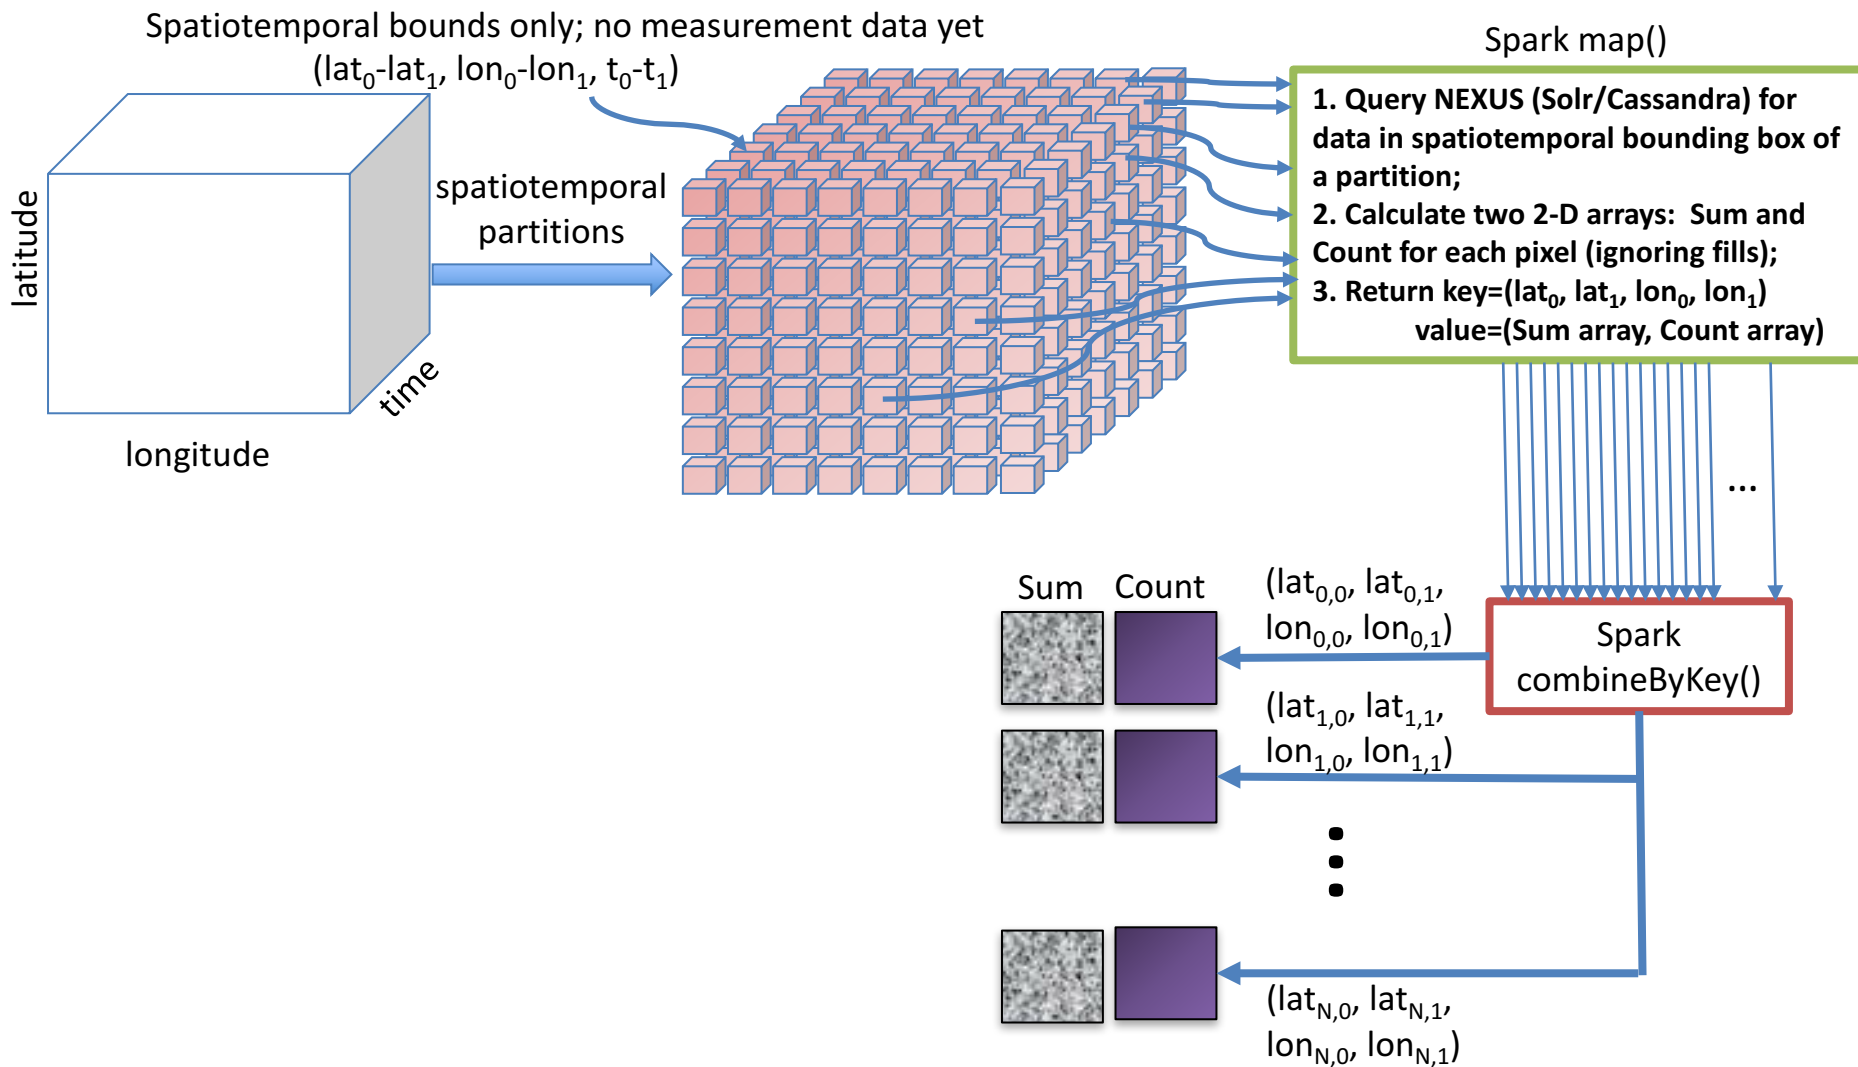 Spatiotemporal bounds only; no measurement data yet
(lat₀-lat₁, lon₀-lon₁, t₀-t₁)
latitude
longitude
time
spatiotemporal
partitions
Spark map()
1. Query NEXUS (Solr/Cassandra) for
data in spatiotemporal bounding box of
a partition;
2. Calculate two 2-D arrays: Sum and
Count for each pixel (ignoring fills);
3. Return key=(lat₀, lat₁, lon₀, lon₁)
value=(Sum array, Count array)
...
Spark
combineByKey()
Sum
Count
(lat0,0, lat0,1,
lon0,0, lon0,1)
(lat1,0, lat1,1,
lon1,0, lon1,1)
(latN,0, latN,1,
lonN,0, lonN,1)